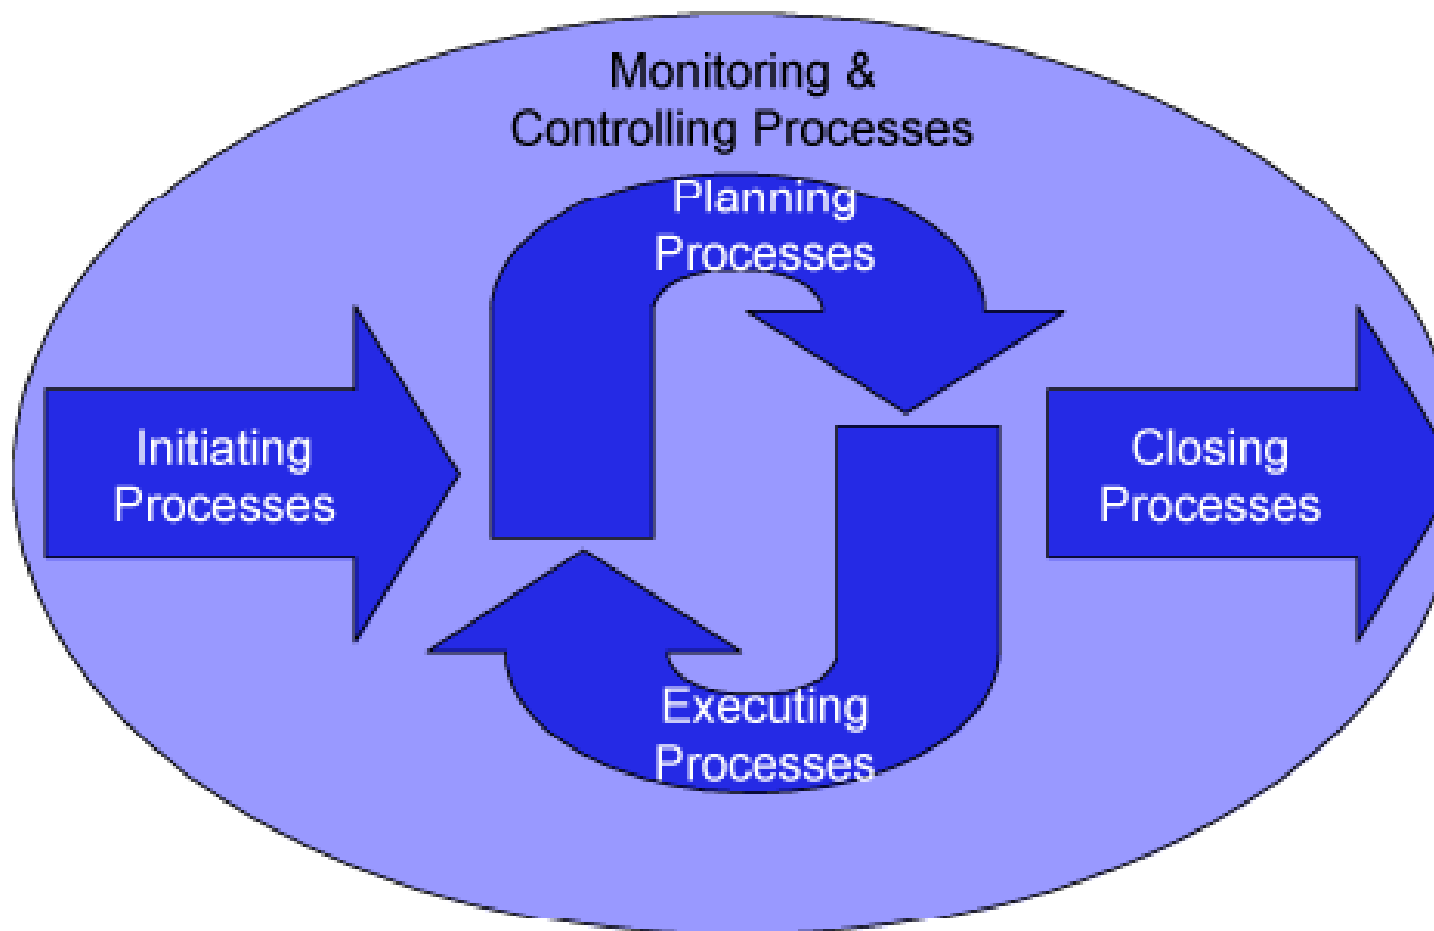 Monitoring &
Controlling Processes
Planning
Processes
Initiating
Processes
Closing
Processes
Executing
Processes